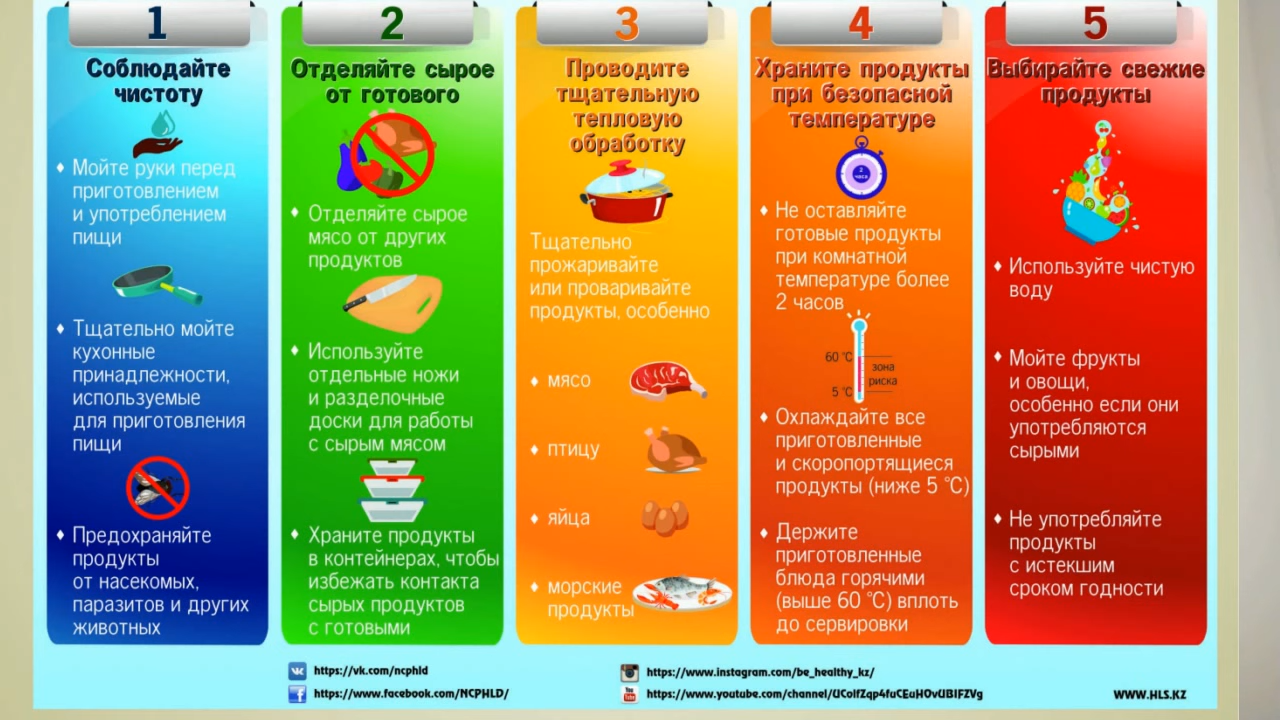 1
Соблюдайте
чистоту
Мойте руки перед
приготовлением
и употреблением
пищи
Тщательно мойте
кухонные
принадлежности,
используемые
для приготовления
пищи
Предохраняйте
продукты
от насекомых,
паразитов и других
животных
2
Отделяйте сырое
от готового
Отделяйте сырое
мясо от других
продуктов
Используйте
отдельные ножи
и разделочные
доски для работы
с сырым мясом
Храните продукты
в контейнерах, чтобы
избежать контакта
сырых продуктов
с готовыми
3
Проводите
тщательную
тепловую
обработку
Тщательно
прожаривайте
или проваривайте
продукты, особенно
мясо
птицу
яйца
морские
продукты
4
Храните продукты
при безопасной
температуре
2
часа
Не оставляйте
готовые продукты
при комнатной
температуре более
2 часов
60 °C
зона
риска
5 °C
Охлаждайте все
приготовленные
и скоропортящиеся
продукты (ниже 5 °C)
Держите
приготовленные
блюда горячими
(выше 60 °C) вплоть
до сервировки
5
Выбирайте свежие
продукты
Используйте чистую
воду
Мойте фрукты
и овощи,
особенно если они
употребляются
сырыми
Не употребляйте
продукты
с истекшим
сроком годности
https://vk.com/ncphld
https://www.facebook.com/NCPHLD/
https://www.instagram.com/be_healthy_kz/
https://www.youtube.com/channel/UColfZqp4fuCEuHOvUBIFZVg
WWW.HLS.KZ